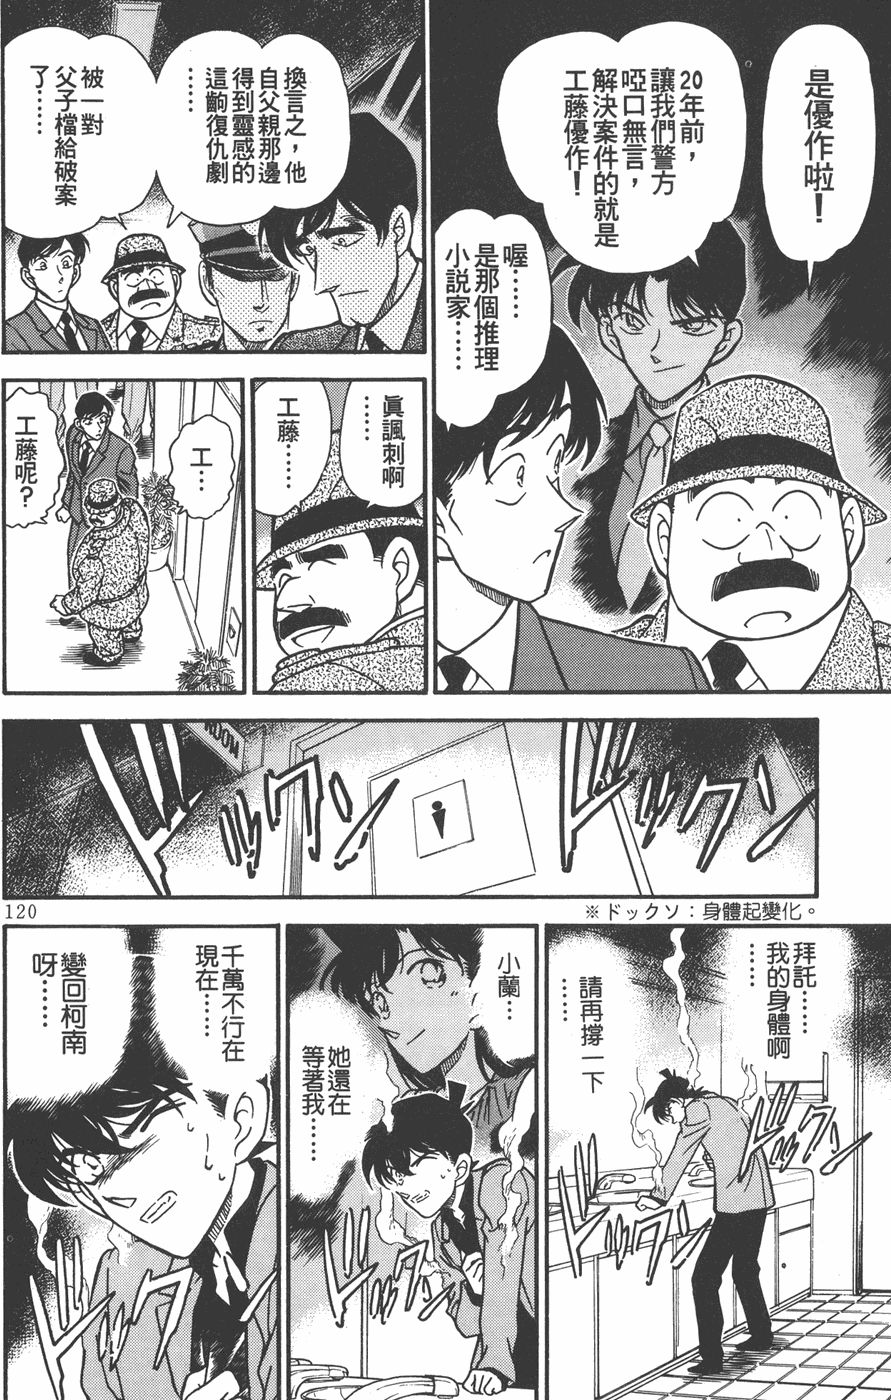 是優作啦！
20年前，
讓我們警方
啞口無言，
解決案件的就是
工藤優作！
喔……
是那個推理
小說家……
換言之，他
自父親那邊
得到靈感的
這齣復仇劇
……
被一對
父子檔給破案
了……
眞諷刺啊
……
工藤……
工…
工藤呢？
ROOM
ドックン
ドックン
※ドックソ：身體起變化。
120
拜託……
我的身體啊
……
請再撐一下
ドックン
ドックン
小蘭…
她還在
等著我……
ドックン
千萬不行在
現在……
變回柯南
呀……
ドックン